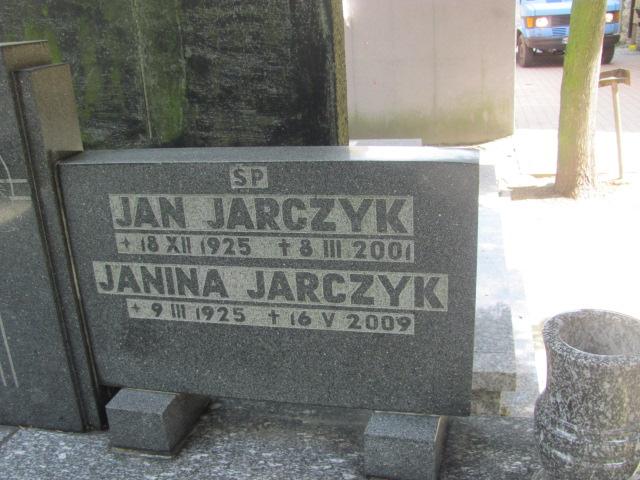 SP
JAN JARCZYK
+ 18 XII 1925 † 8 III 2001
JANINA JARCZYK
+ 9 III 1925 † 16 V 2009